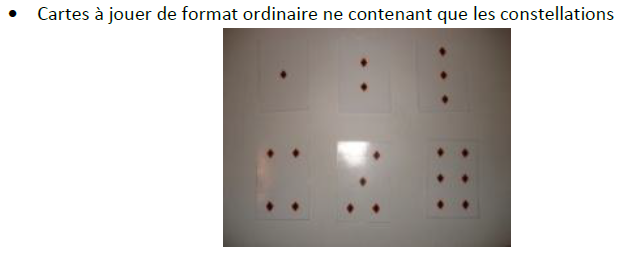 • Cartes à jouer de format ordinaire ne contenant que les constellations